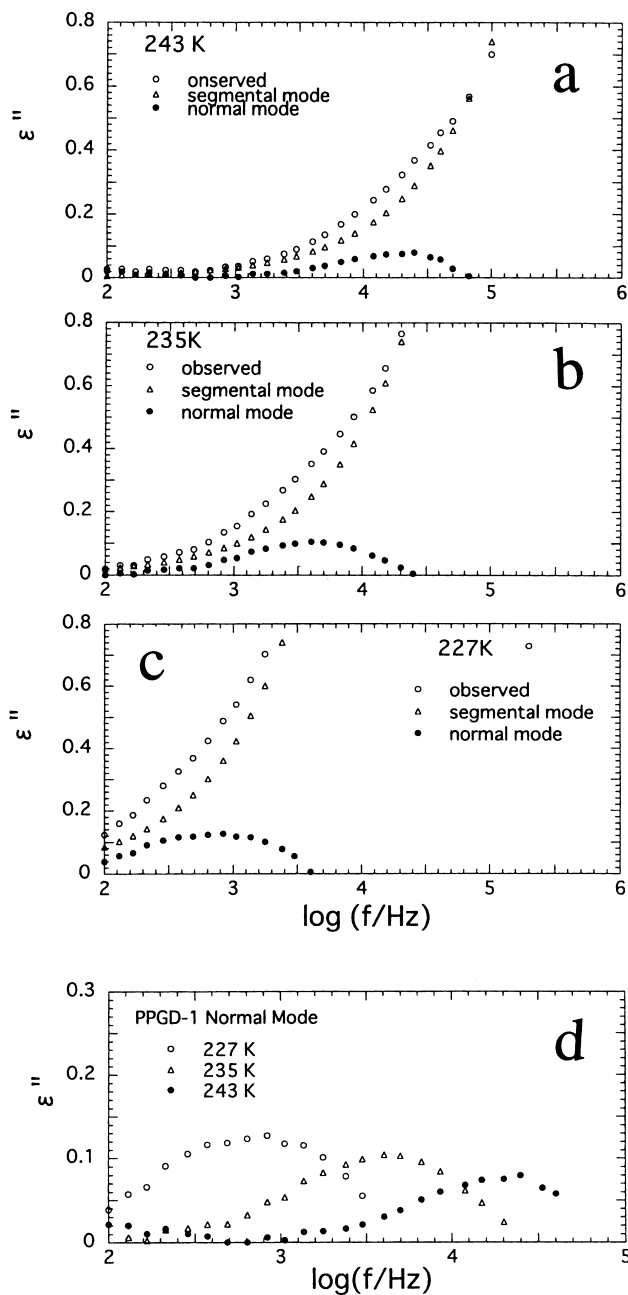 0.8
243 K
a
onserved
segmental mode
normal mode
0.6
ε"
0.4
0.2
0
2 3 4 5 6
0.8
235K
b
observed
segmental mode
normal mode
0.6
ε"
0.4
0.2
0
2 3 4 5 6
0.8
c
227K
observed
segmental mode
normal mode
0.6
ε"
0.4
0.2
0
2 3 4 5 6
log (f/Hz)
0.3
PPGD-1 Normal Mode
d
227 K
235 K
243 K
0.2
ε"
0.1
0
2 3 4 5
log(f/Hz)